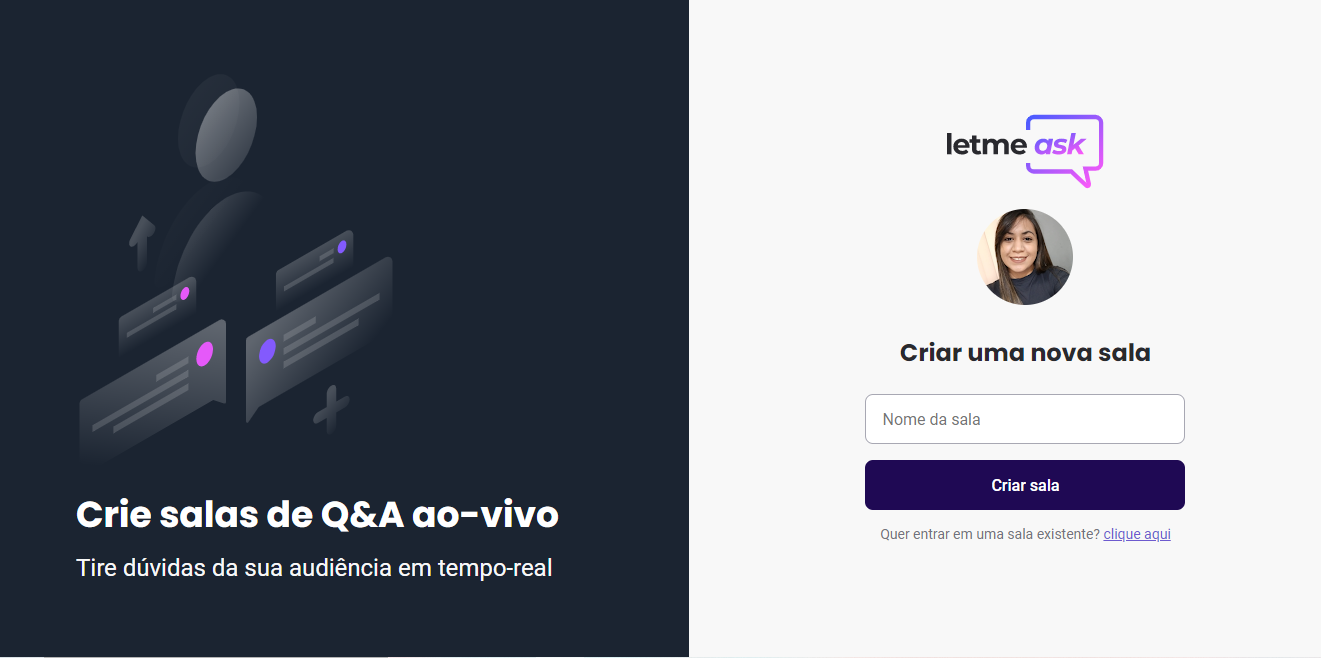 Crie salas de Q&A ao-vivo
Tire dúvidas da sua audiência em tempo-real
letme ask
Criar uma nova sala
Nome da sala
Criar sala
Quer entrar em uma sala existente? clique aqui